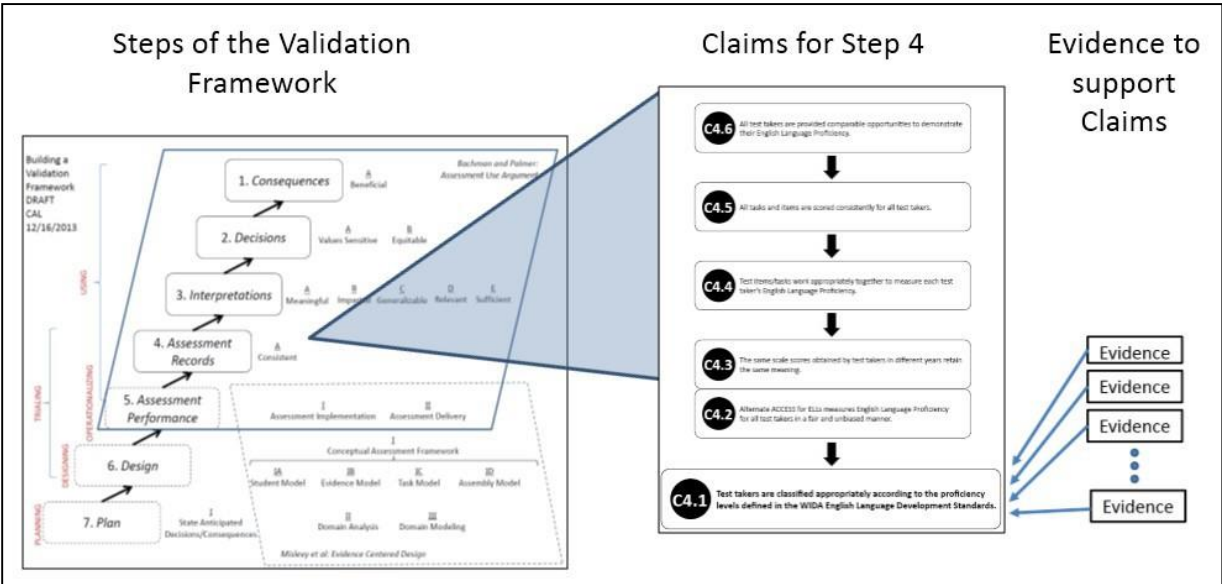 Steps of the Validation
Framework
Claims for Step 4
Evidence to
support
Claims
Building a
Validation
Framework
DRAFT
CAL
12/16/2013
Bachman and Palmer:
Assessment Use Argument
1. Consequences
A
Beneficial
2. Decisions
A
Values Sensitive
B
Equitable
3. Interpretations
A
Meaningful
B
Impartial
C
Generalizable
D
Relevant
E
Sufficient
4. Assessment
Records
A
Consistent
5. Assessment
Performance
I
Assessment Implementation
II
Assessment Delivery
6. Design
I
Conceptual Assessment Framework
IA
Student Model
IB
Evidence Model
IC
Task Model
ID
Assembly Model
7. Plan
I
State Anticipated
Decisions/Consequences
II
Domain Analysis
III
Domain Modeling
Mislevy et al: Evidence Centered Design
USING
TRIALING
OPERATIONALIZING
DESIGNING
PLANNING
C4.6
All test takers are provided comparable opportunities to demonstrate
their English Language Proficiency.
C4.5
All tasks and items are scored consistently for all test takers.
C4.4
Test items/tasks work appropriately together to measure each test
taker's English Language Proficiency.
C4.3
The same scale scores obtained by test takers in different years retain
the same meaning.
C4.2
Alternate ACCESS for ELLs measures English Language Proficiency
for all test takers in a fair and unbiased manner.
C4.1
Test takers are classified appropriately according to the proficiency
levels defined in the WIDA English Language Development Standards.
Evidence
Evidence
Evidence
Evidence